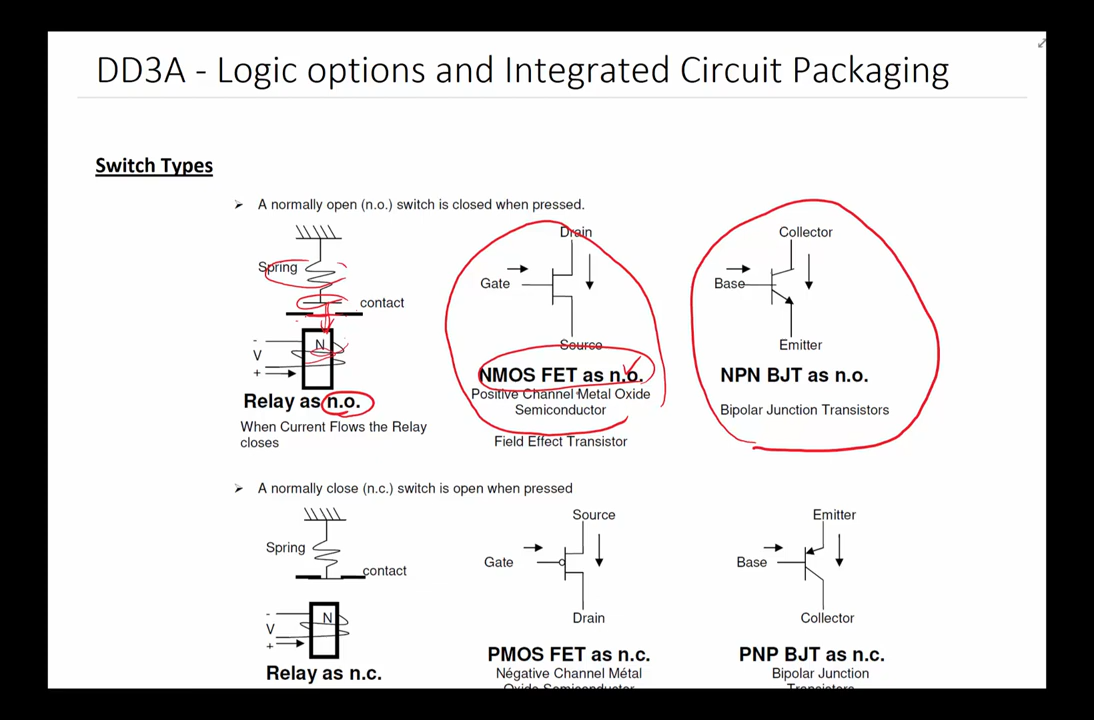 DD3A - Logic options and Integrated Circuit Packaging
Switch Types
➢ A normally open (n.o.) switch is closed when pressed.
Spring
contact
-
V
+
N
Relay as n.o.
When Current Flows the Relay
closes
Drain
Gate
Source
NMOS FET as n.o.
Positive Channel Metal Oxide
Semiconductor
Field Effect Transistor
Collector
Base
Emitter
NPN BJT as n.o.
Bipolar Junction Transistors
➢ A normally close (n.c.) switch is open when pressed
Spring
contact
-
V
+
N
Relay as n.c.
Source
Gate
Drain
PMOS FET as n.c.
Négative Channel Métal
Oxide Semiconductor
Emitter
Base
Collector
PNP BJT as n.c.
Bipolar Junction
Transistors